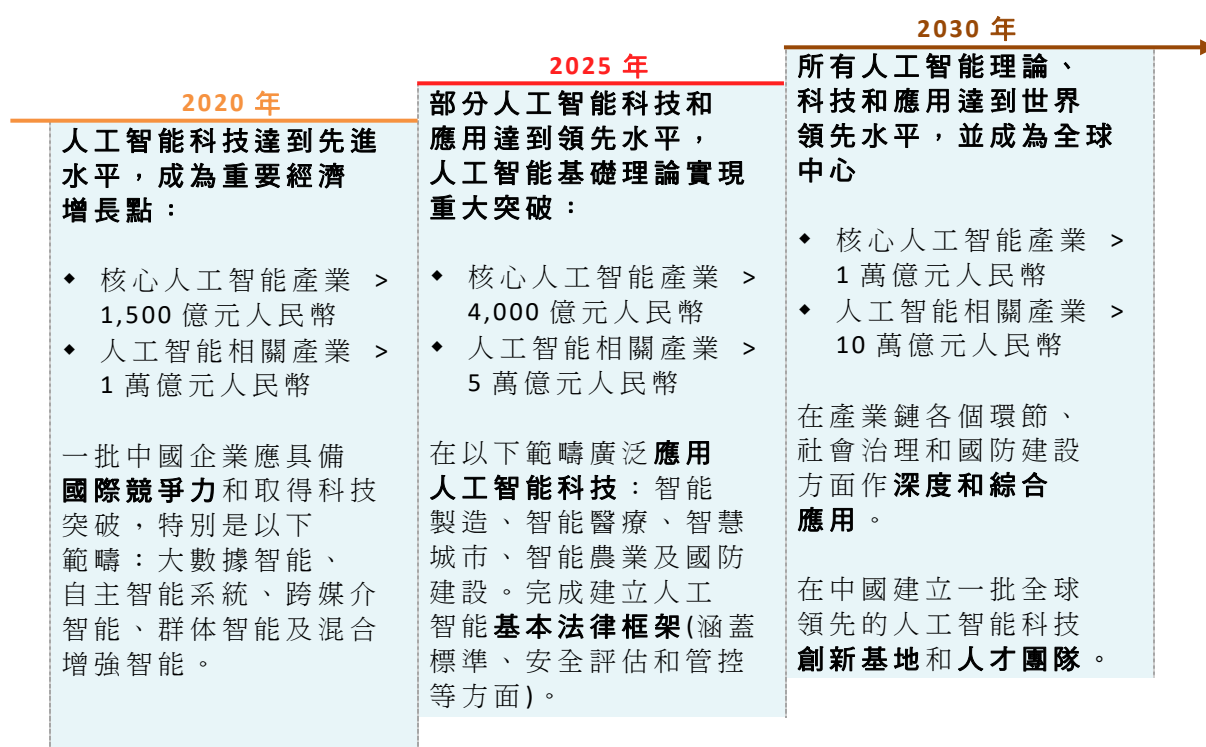 2020 年
人工智能科技達到先進
水平，成為重要經濟
增長點：
◆ 核心人工智能產業 >
1,500 億元人民幣
◆ 人工智能相關產業 >
1 萬億元人民幣
一批中國企業應具備
國際競爭力和取得科技
突破，特別是以下
範疇：大數據智能、
自主智能系統、跨媒介
智能、群体智能及混合
增強智能。
2025 年
部分人工智能科技和
應用達到領先水平，
人工智能基礎理論實現
重大突破：
◆ 核心人工智能產業 >
4,000 億元人民幣
◆ 人工智能相關產業 >
5 萬億元人民幣
在以下範疇廣泛應用
人工智能科技：智能
製造、智能醫療、智慧
城市、智能農業及國防
建設。完成建立人工
智能基本法律框架(涵蓋
標準、安全評估和管控
等方面)。
2030 年
所有人工智能理論、
科技和應用達到世界
領先水平，並成為全球
中心
◆ 核心人工智能產業 >
1 萬億元人民幣
◆ 人工智能相關產業 >
10 萬億元人民幣
在產業鏈各個環節、
社會治理和國防建設
方面作深度和綜合
應用。
在中國建立一批全球
領先的人工智能科技
創新基地和人才團隊。